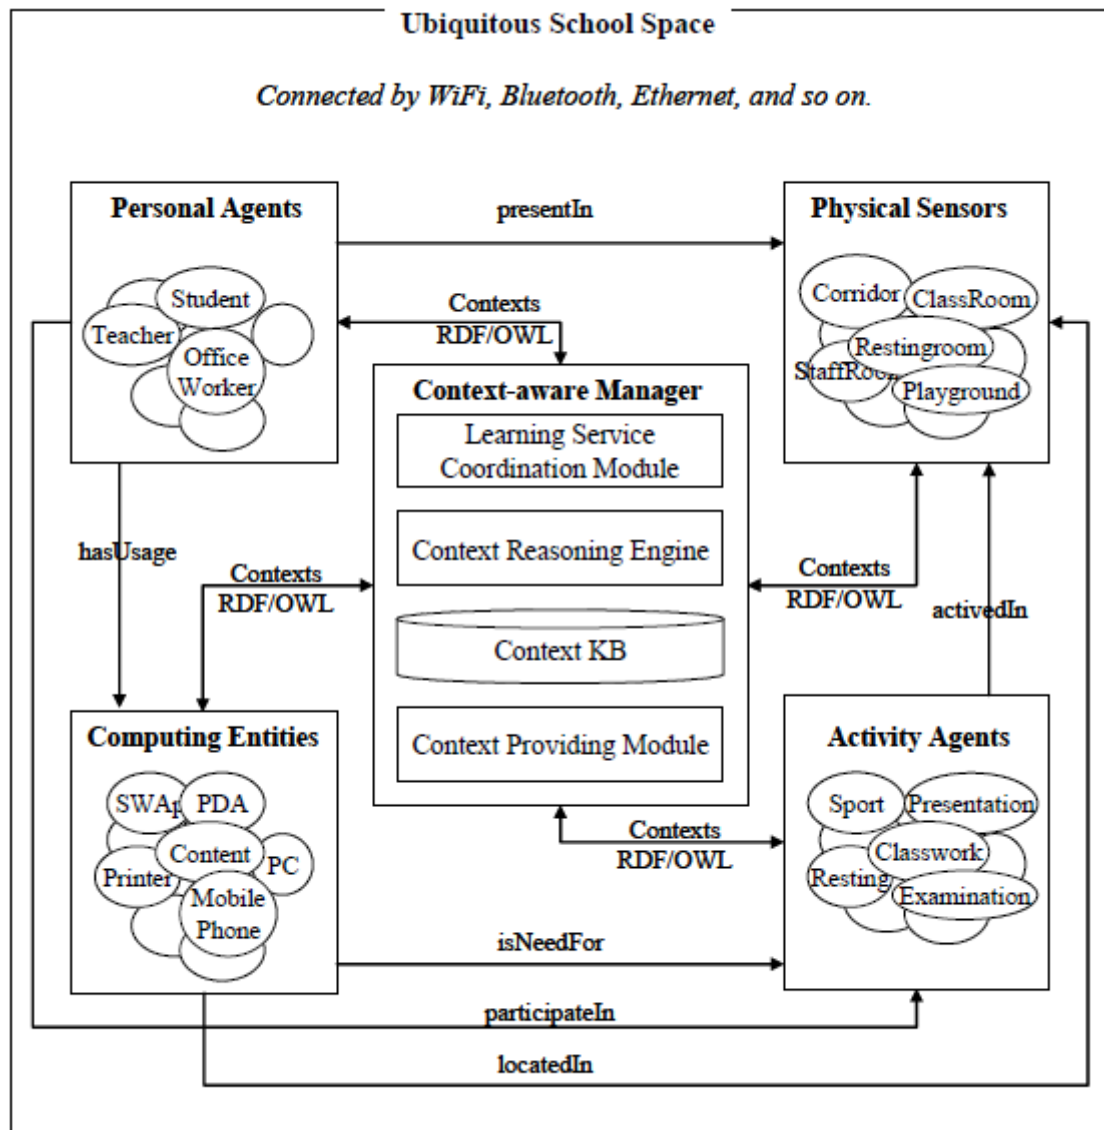 Ubiquitous School Space
Connected by WiFi, Bluetooth, Ethernet, and so on.
Personal Agents
Student
Teacher
Office
Worker
presentIn
Physical Sensors
Corridor
ClassRoom
Restingroom
StaffRoo
Playground
Contexts
RDF/OWL
Context-aware Manager
Learning Service
Coordination Module
Context Reasoning Engine
Context KB
Context Providing Module
hasUsage
Contexts
RDF/OWL
Contexts
RDF/OWL
activedIn
Computing Entities
SWAp
PDA
Content
PC
Printer
Mobile
Phone
Activity Agents
Sport
Presentation
Classwork
Resting
Examination
Contexts
RDF/OWL
isNeedFor
participateIn
locatedIn